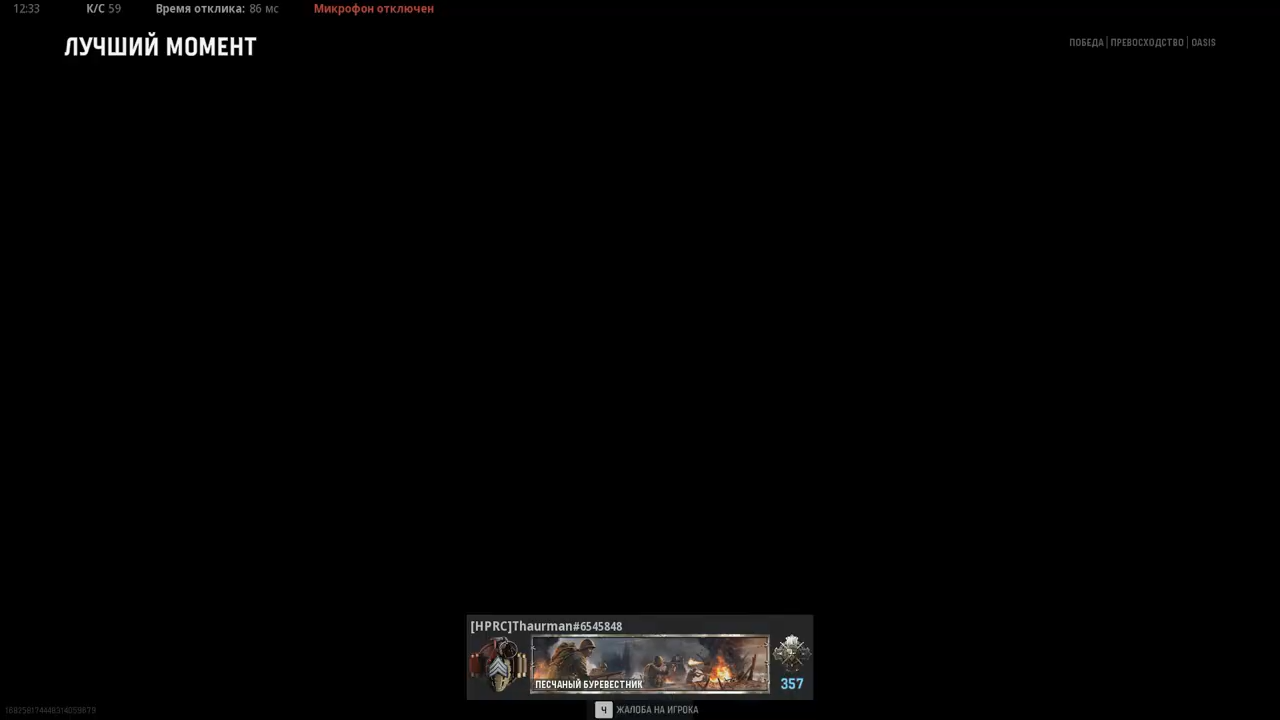 12:33 К/С 59 Время отклика: 86 мс Микрофон отключен
ЛУЧШИЙ МОМЕНТ
ПОБЕДА | ПРЕВОСХОДСТВО | OASIS
[HPRC]Thaurman#6545848
ПЕСЧАНЫЙ БУРЕВЕСТНИК
357
Ч ЖАЛОБА НА ИГРОКА